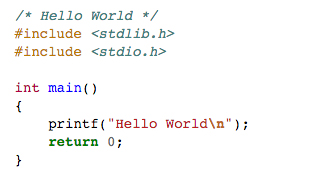 /* Hello World */
#include <stdlib.h>
#include <stdio.h>

int main()
{
    printf("Hello World\n");
    return 0;
}